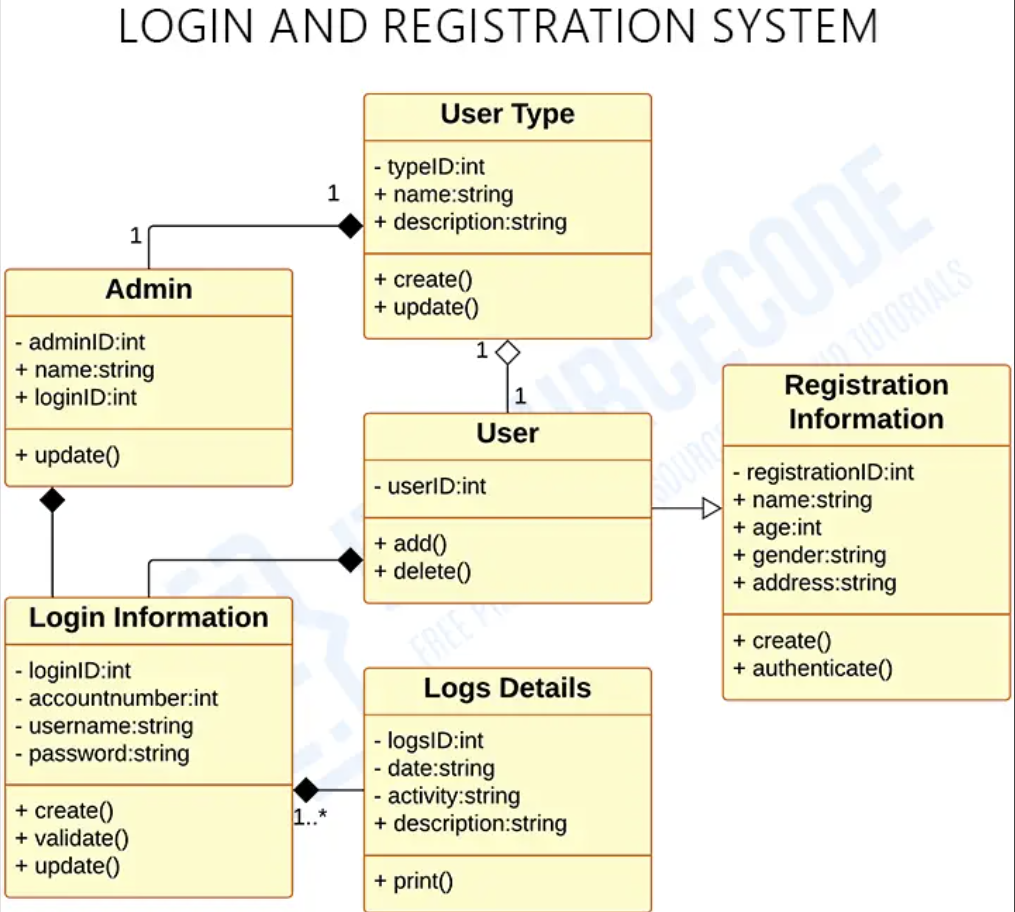 LOGIN AND REGISTRATION SYSTEM
User Type
- typeID:int
+ name:string
+ description:string
+ create()
+ update()
1
1
Admin
- adminID:int
+ name:string
+ loginID:int
+ update()
1
1
User
- userID:int
+ add()
+ delete()
Registration
Information
- registrationID:int
+ name:string
+ age:int
+ gender:string
+ address:string
+ create()
+ authenticate()
Login Information
- loginID:int
- accountnumber:int
- username:string
- password:string
+ create()
+ validate()
+ update()
1..*
Logs Details
- logsID:int
- date:string
- activity:string
+ description:string
+ print()